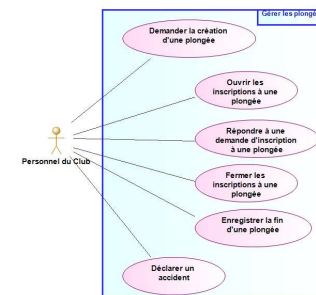 Gérer les plongé
Demander la création
d'une plongée
Ouvrir les
inscriptions à une
plongée
Répondre à une
demande d'inscription
à une plongée
Personnel du Club
Fermer les
inscriptions à une
plongée
Enregistrer la fin
d'une plongée
Déclarer un
accident